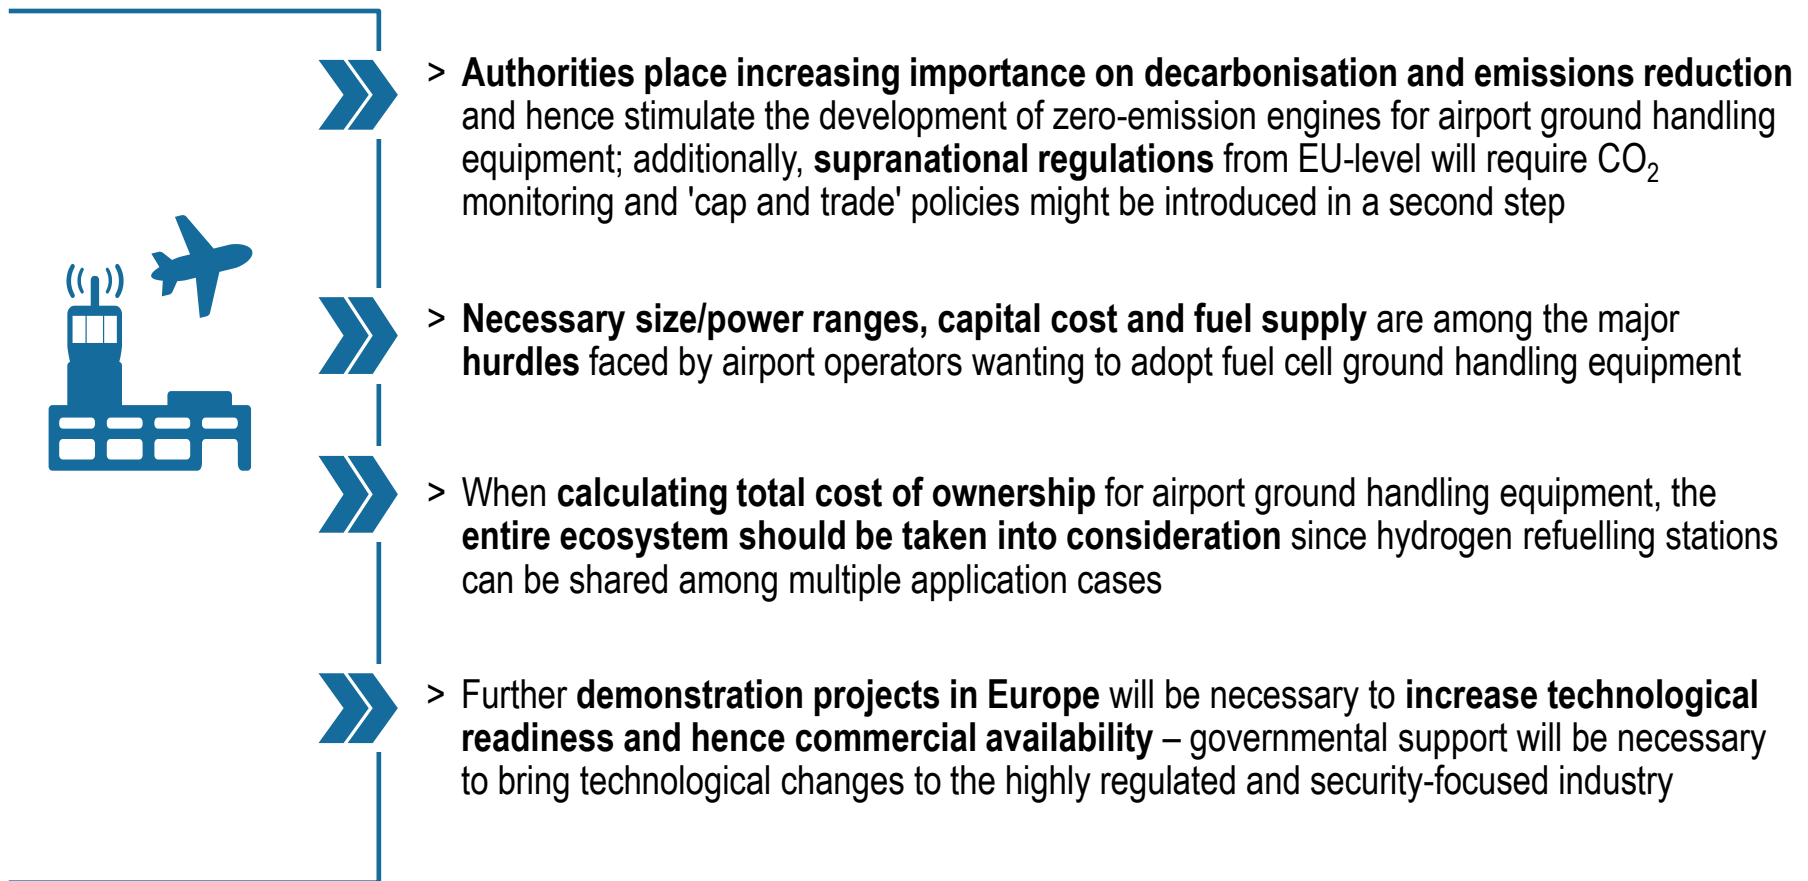 > Authorities place increasing importance on decarbonisation and emissions reduction
and hence stimulate the development of zero-emission engines for airport ground handling
equipment; additionally, supranational regulations from EU-level will require CO₂
monitoring and 'cap and trade' policies might be introduced in a second step
> Necessary size/power ranges, capital cost and fuel supply are among the major
hurdles faced by airport operators wanting to adopt fuel cell ground handling equipment
> When calculating total cost of ownership for airport ground handling equipment, the
entire ecosystem should be taken into consideration since hydrogen refuelling stations
can be shared among multiple application cases
> Further demonstration projects in Europe will be necessary to increase technological
readiness and hence commercial availability – governmental support will be necessary
to bring technological changes to the highly regulated and security-focused industry